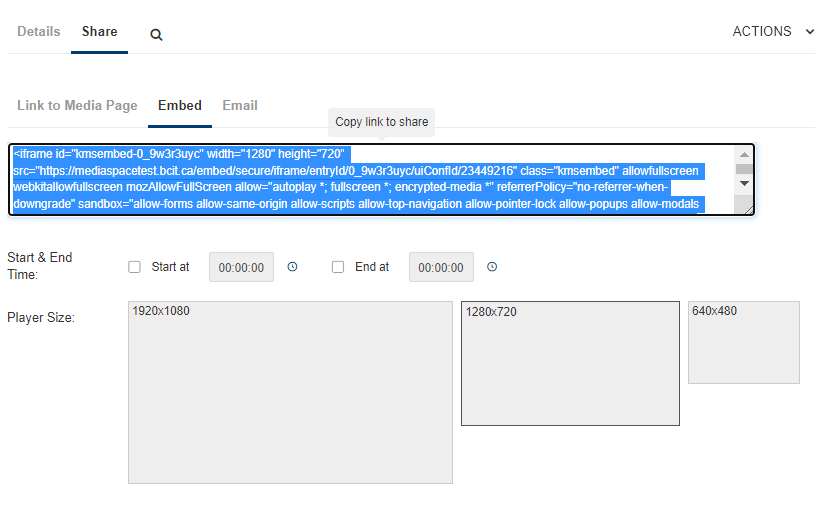 Details Share ACTIONS
Link to Media Page Embed Email
Copy link to share
<iframe id="kmsembed-0_9w3r3uyc" width="1280" height="720"
src="https://mediaspacetest.bcit.ca/embed/secure/iframe/entryId/0_9w3r3uyc/uiConfId/23449216" class="kmsembed" allowfullscreen
webkitallowfullscreen mozAllowFullScreen allow="autoplay *; fullscreen *; encrypted-media *" referrerPolicy="no-referrer-when-
downgrade" sandbox="allow-forms allow-same-origin allow-scripts allow-top-navigation allow-pointer-lock allow-popups allow-modals
Start & End
Time:
Start at 00:00:00 End at 00:00:00
Player Size:
1920x1080 1280x720 640x480